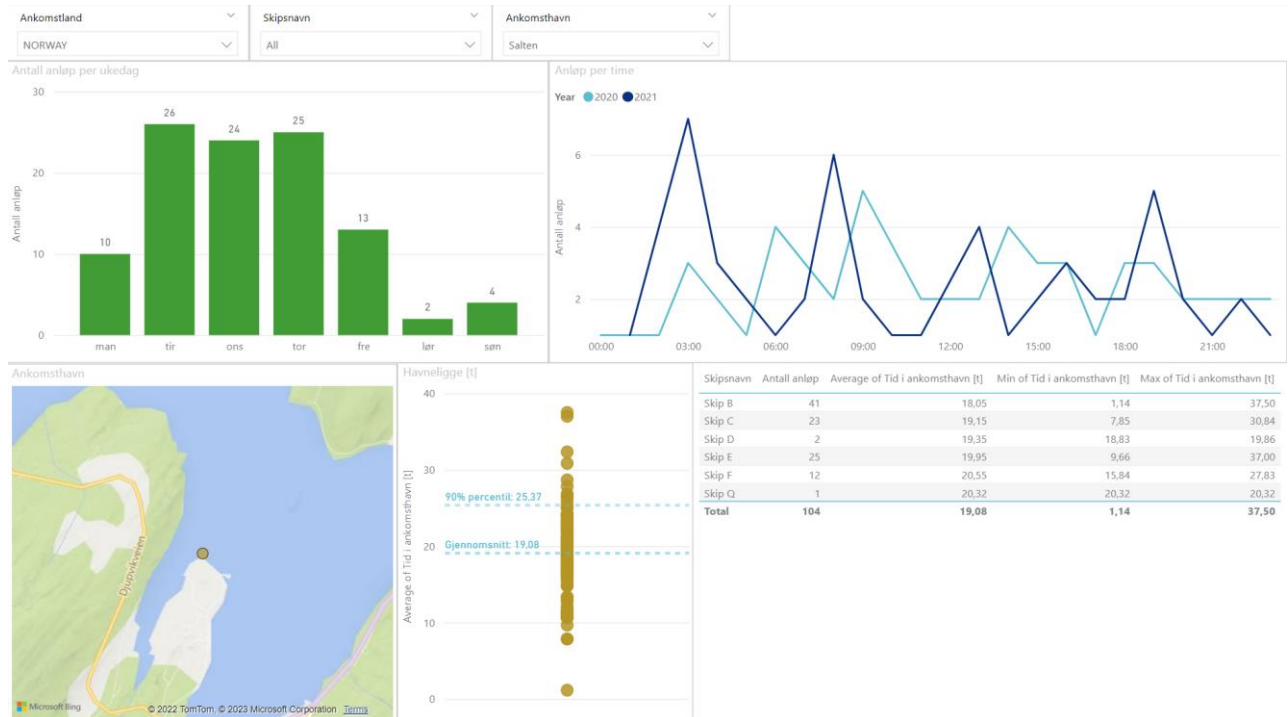 Ankomstland
NORWAY
Skipsnavn
All
Ankomsthavn
Salten
Antall anløp per ukedag
Antall anløp
30
20
10
0
10
26
24
25
13
2
4
man tir ons tor fre lør søn
Anløp per time
Year 2020 2021
Antall anløp
6
4
2
00:00 03:00 06:00 09:00 12:00 15:00 18:00 21:00
Ankomsthavn
Djupvikveien
Microsoft Bing
© 2022 TomTom, © 2023 Microsoft Corporation Terms
Havneligge [t]
Average of Tid i ankomsthavn [t]
40
30
90% percentil: 25,37
20
Gjennomsnitt: 19,08
10
0
Skipsnavn Antall anløp Average of Tid i ankomsthavn [t] Min of Tid i ankomsthavn [t] Max of Tid i ankomsthavn [t]
Skip B 41 18,05 1,14 37,50
Skip C 23 19,15 7,85 30,84
Skip D 2 19,35 18,83 19,86
Skip E 25 19,95 9,66 37,00
Skip F 12 20,55 15,84 27,83
Skip Q 1 20,32 20,32 20,32
Total 104 19,08 1,14 37,50